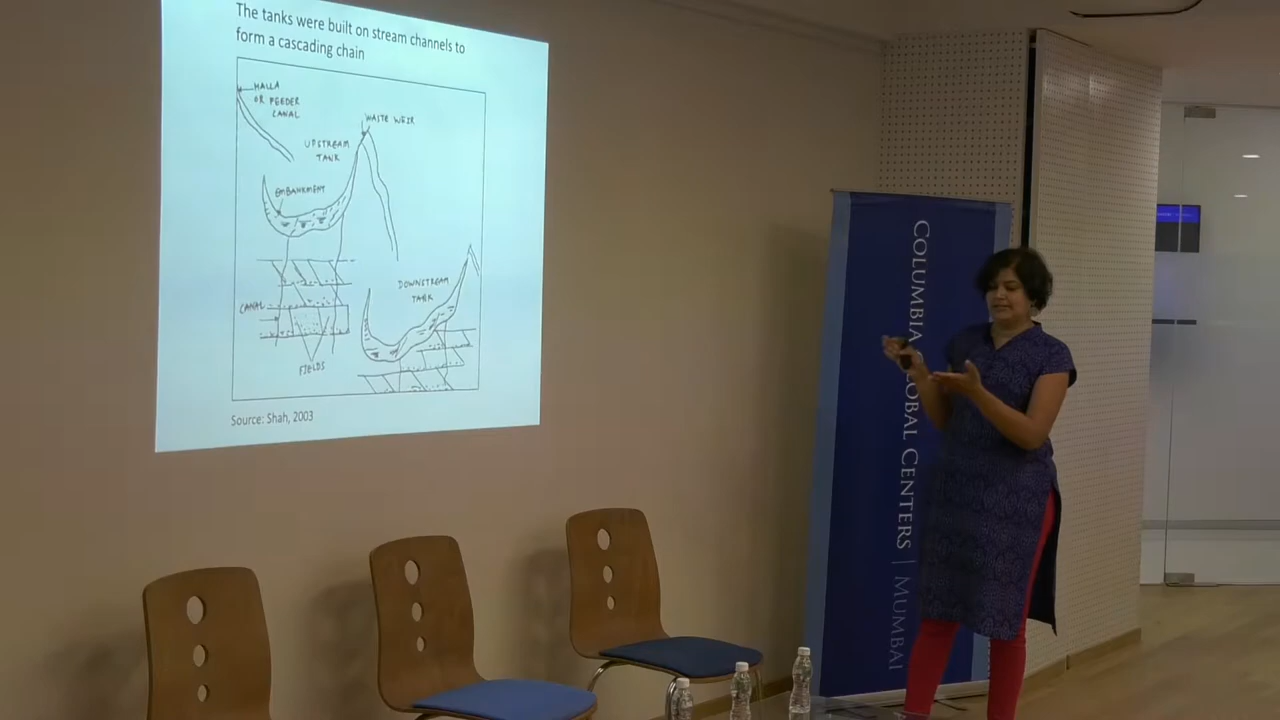 The tanks were built on stream channels to
form a cascading chain
HALLA
OR FEEDER
CANAL
WASTE WEIR
UPSTREAM
TANK
EMBANKMENT
DOWNSTREAM
TANK
CANAL
FIELDS
Source: Shah, 2003
COLUMBIA GLOBAL CENTERS | MUMBAI